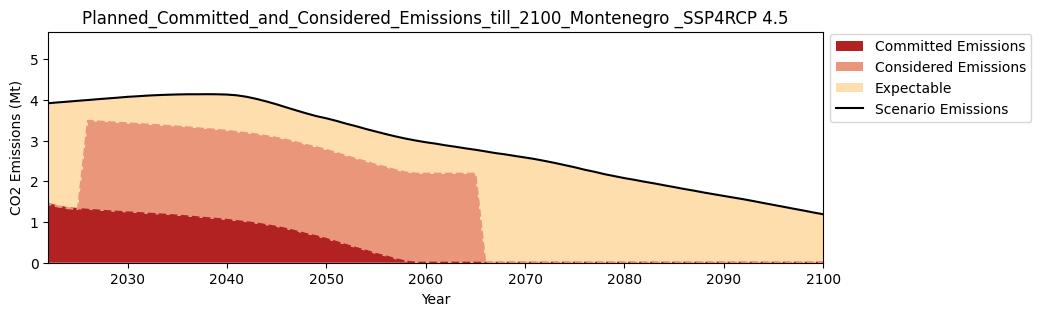 Planned_Committed_and_Considered_Emissions_till_2100_Montenegro _SSP4RCP 4.5
CO2 Emissions (Mt)
5
4
3
2
1
0
2030 2040 2050 2060 2070 2080 2090 2100
Year
Committed Emissions
Considered Emissions
Expectable
Scenario Emissions